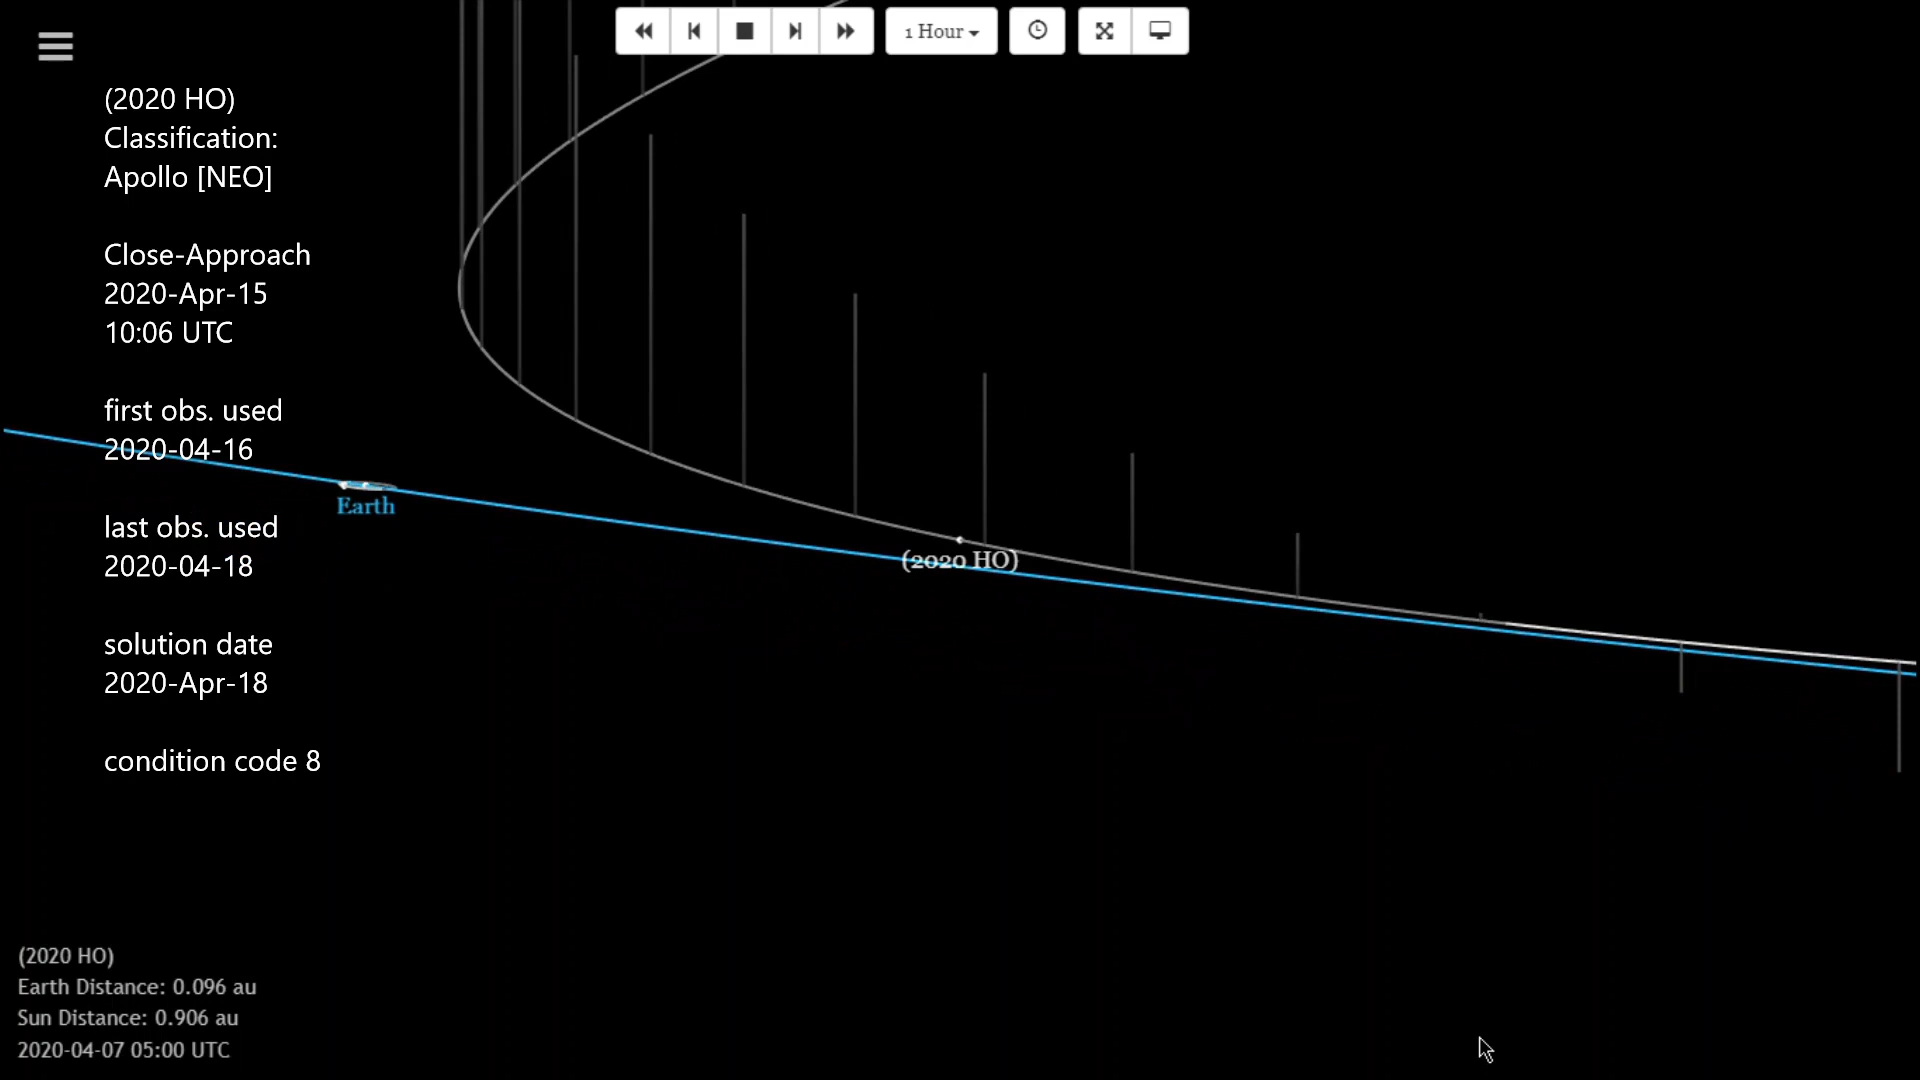 1 Hour
(2020 HO)
Classification:
Apollo [NEO]
Close-Approach
2020-Apr-15
10:06 UTC
first obs. used
2020-04-16
last obs. used
2020-04-18
solution date
2020-Apr-18
condition code 8
Earth
(2020 HO)
(2020 HO)
Earth Distance: 0.096 au
Sun Distance: 0.906 au
2020-04-07 05:00 UTC